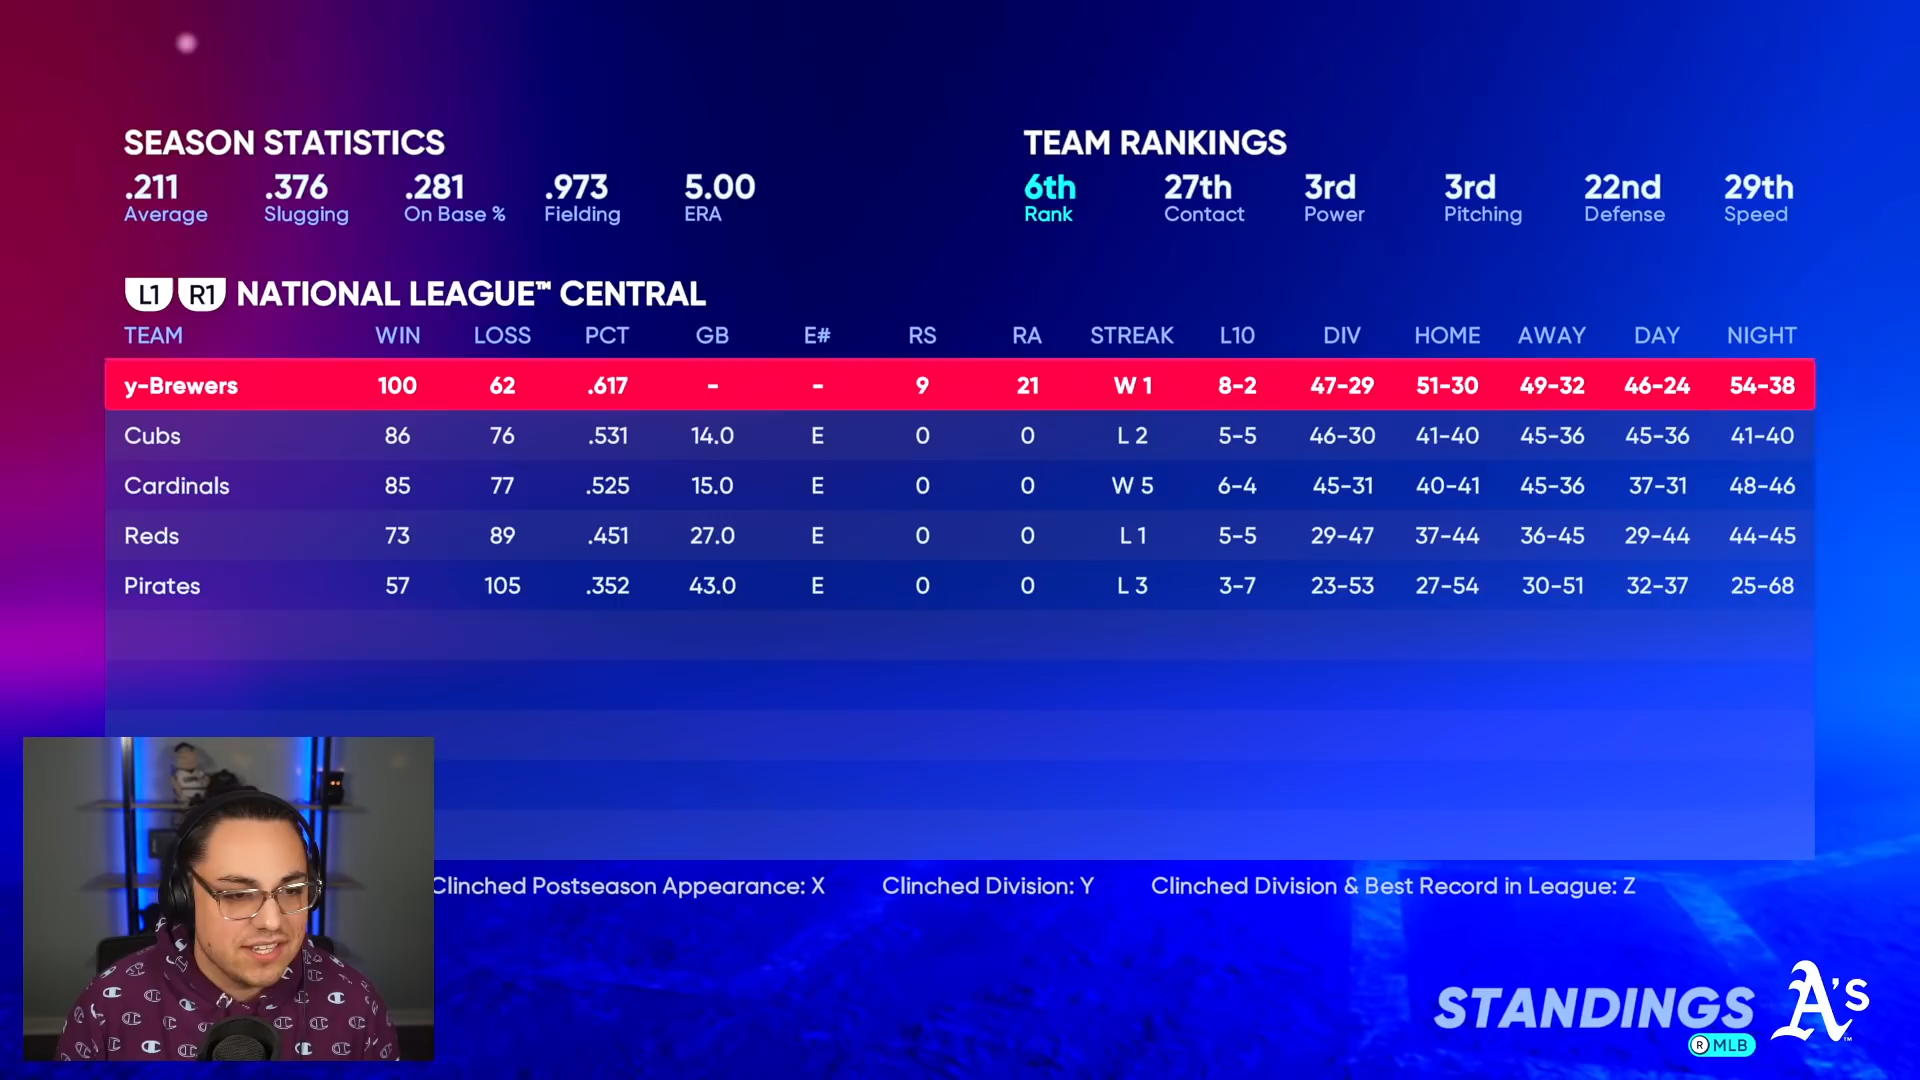 SEASON STATISTICS
.211 .376 .281 .973 5.00
Average Slugging On Base % Fielding ERA
TEAM RANKINGS
6th 27th 3rd 3rd 22nd 29th
Rank Contact Power Pitching Defense Speed
L1 R1 NATIONAL LEAGUE™ CENTRAL
TEAM WIN LOSS PCT GB E# RS RA STREAK L10 DIV HOME AWAY DAY NIGHT
y-Brewers 100 62 .617 - - 9 21 W 1 8-2 47-29 51-30 49-32 46-24 54-38
Cubs 86 76 .531 14.0 E 0 0 L 2 5-5 46-30 41-40 45-36 45-36 41-40
Cardinals 85 77 .525 15.0 E 0 0 W 5 6-4 45-31 40-41 45-36 37-31 48-46
Reds 73 89 .451 27.0 E 0 0 L 1 5-5 29-47 37-44 36-45 29-44 44-45
Pirates 57 105 .352 43.0 E 0 0 L 3 3-7 23-53 27-54 30-51 32-37 25-68
Clinched Postseason Appearance: X Clinched Division: Y Clinched Division & Best Record in League: Z
STANDINGS A's™
R MLB